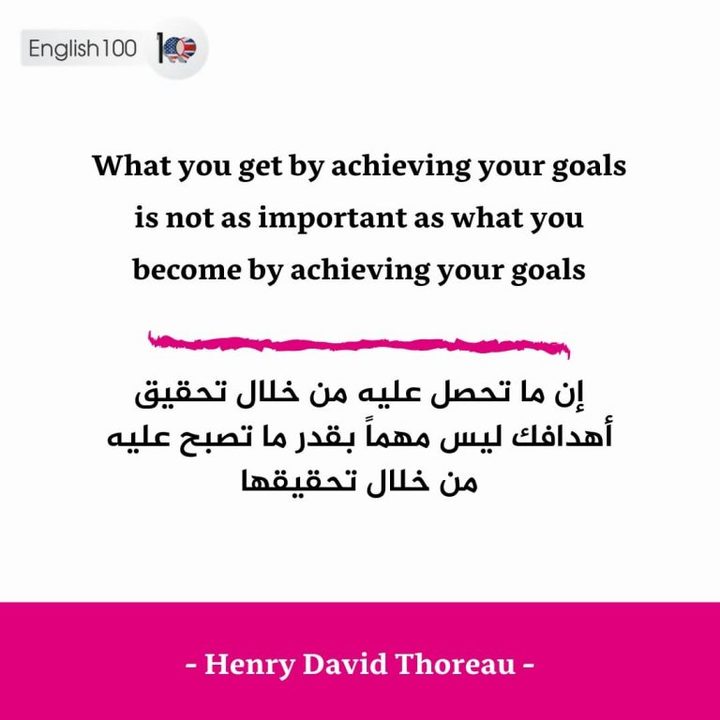 English100
What you get by achieving your goals
is not as important as what you
become by achieving your goals
إن ما تحصل عليه من خلال تحقيق
أهدافك ليس مهماً بقدر ما تصبح عليه
من خلال تحقيقها
- Henry David Thoreau -